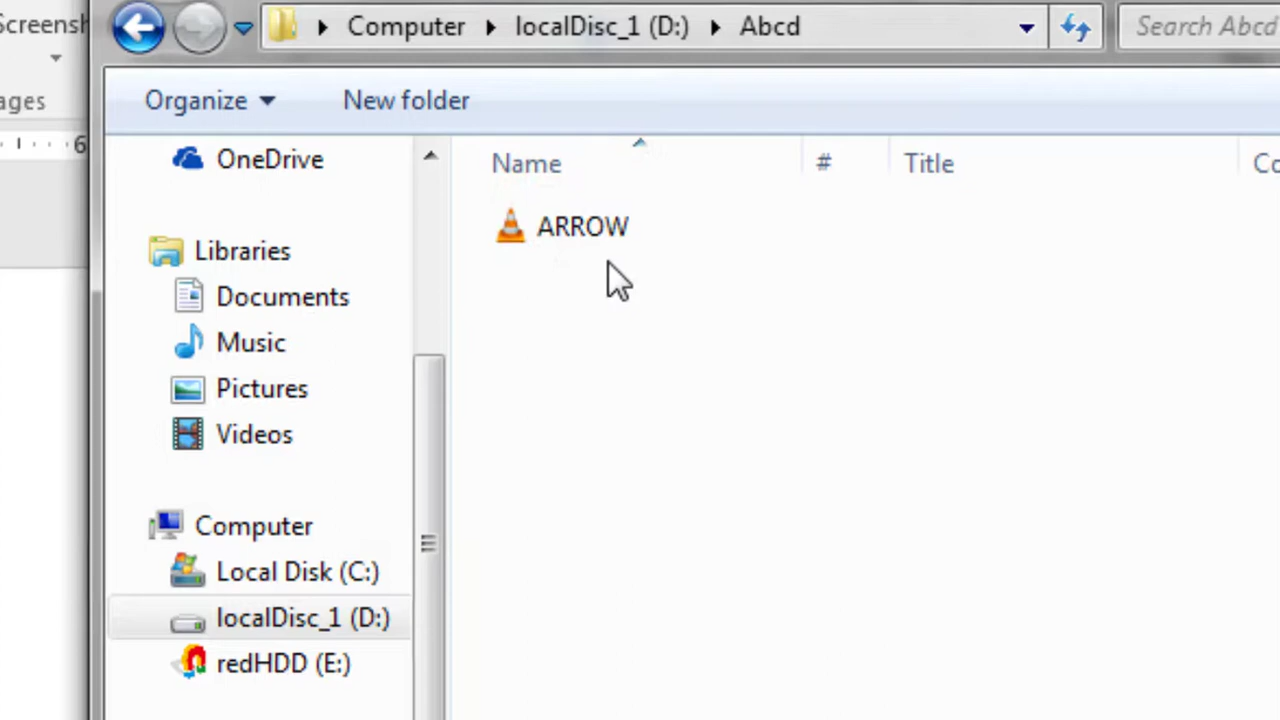 Screensh
ages
6
Computer localDisc_1 (D:) Abcd
Search Abcd
Organize New folder
OneDrive
Libraries
Documents
Music
Pictures
Videos
Computer
Local Disk (C:)
localDisc_1 (D:)
redHDD (E:)
Name # Title Co
ARROW